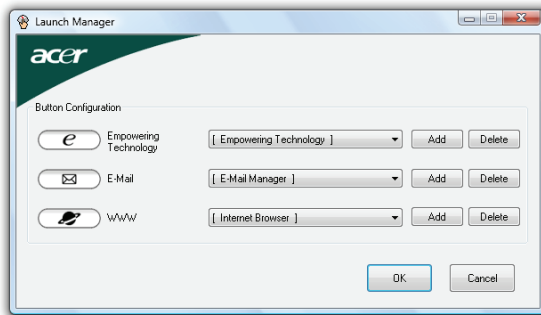 Launch Manager
acer
Button Configuration
e Empowering Technology [ Empowering Technology ] Add Delete
E-Mail [ E-Mail Manager ] Add Delete
WWW [ Internet Browser ] Add Delete
OK Cancel